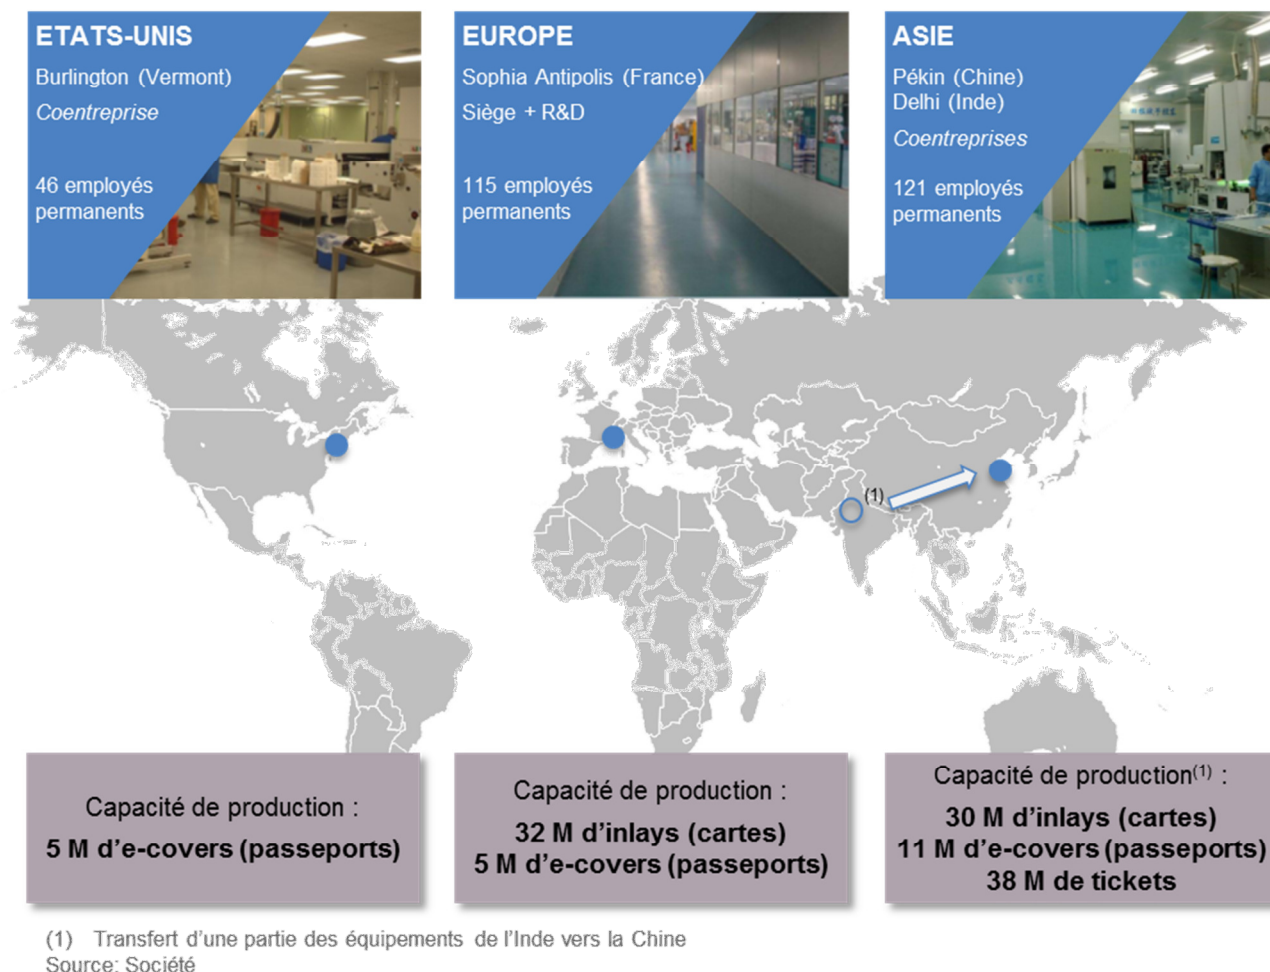 ETATS-UNIS
Burlington (Vermont)
Coentreprise
46 employés
permanents
EUROPE
Sophia Antipolis (France)
Siège + R&D
115 employés
permanents
ASIE
Pékin (Chine)
Delhi (Inde)
Coentreprises
121 employés
permanents
(1)
Capacité de production :
5 M d’e-covers (passeports)
Capacité de production :
32 M d’inlays (cartes)
5 M d’e-covers (passeports)
Capacité de production(1) :
30 M d’inlays (cartes)
11 M d’e-covers (passeports)
38 M de tickets
(1) Transfert d’une partie des équipements de l’Inde vers la Chine
Source: Société